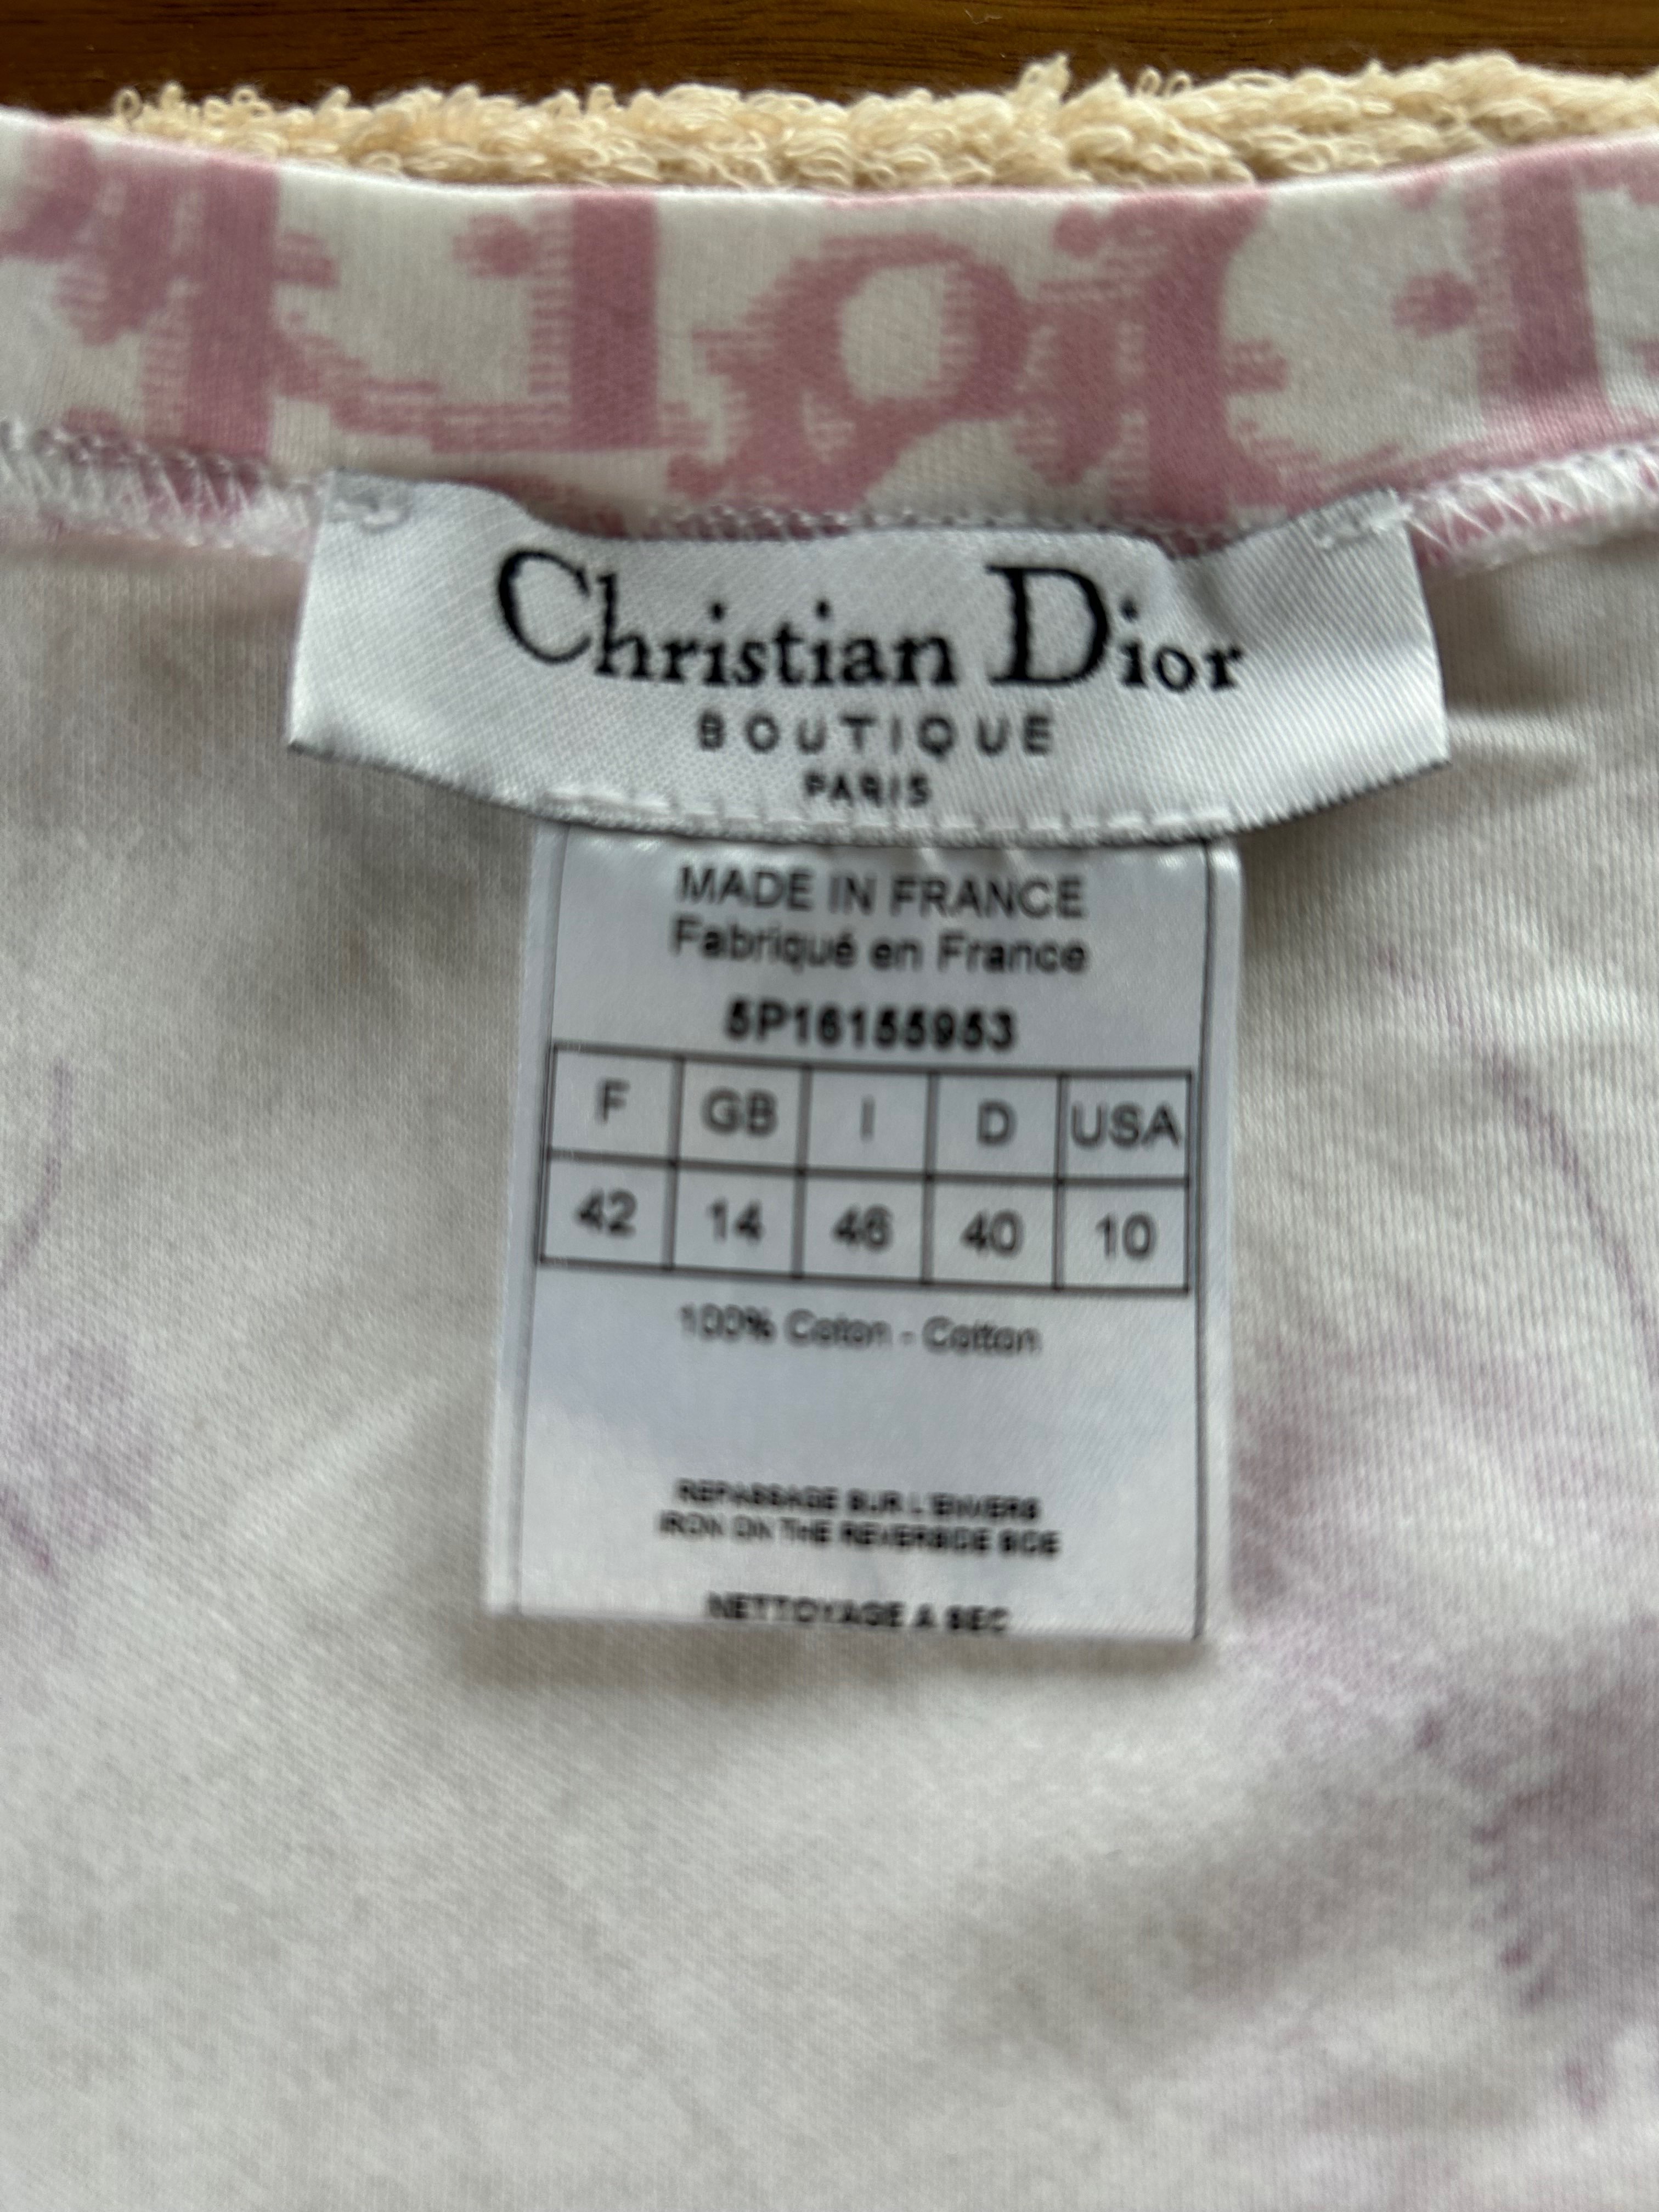 Christian Dior
BOUTIQUE
PARIS
MADE IN FRANCE
Fabriqué en France
5P16155953
F GB I D USA
42 14 46 40 10
100% Coton - Cotton
REPASSAGE SUR L'ENVERS
IRON ON THE REVERSIDE SIDE
NETTOYAGE A SEC